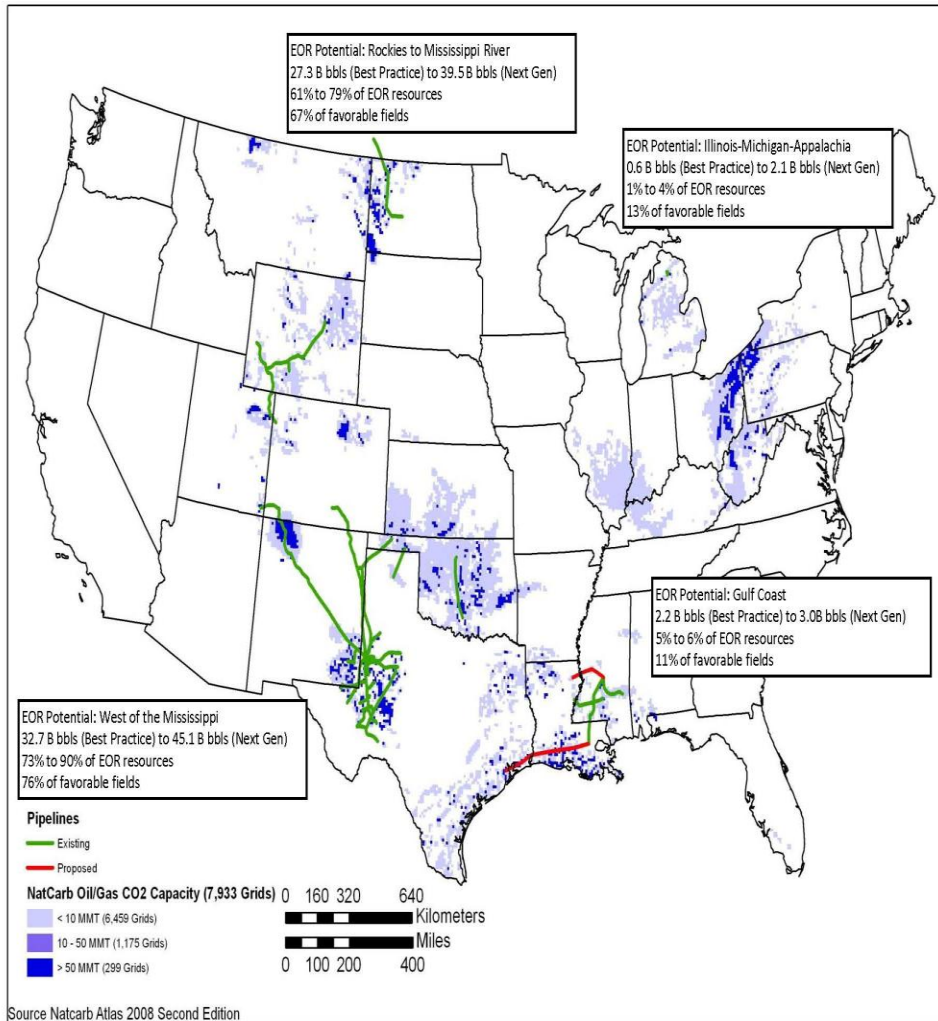 EOR Potential: Rockies to Mississippi River
27.3 B bbls (Best Practice) to 39.5 B bbls (Next Gen)
61% to 79% of EOR resources
67% of favorable fields
EOR Potential: Illinois-Michigan-Appalachia
0.6 B bbls (Best Practice) to 2.1 B bbls (Next Gen)
1% to 4% of EOR resources
13% of favorable fields
EOR Potential: Gulf Coast
2.2 B bbls (Best Practice) to 3.0B bbls (Next Gen)
5% to 6% of EOR resources
11% of favorable fields
EOR Potential: West of the Mississippi
32.7 B bbls (Best Practice) to 45.1 B bbls (Next Gen)
73% to 90% of EOR resources
76% of favorable fields
Pipelines
Existing
Proposed
NatCarb Oil/Gas CO2 Capacity (7,933 Grids)
< 10 MMT (6,459 Grids)
10 - 50 MMT (1,175 Grids)
> 50 MMT (299 Grids)
0 160 320 640
Kilometers
Miles
0 100 200 400
Source Natcarb Atlas 2008 Second Edition